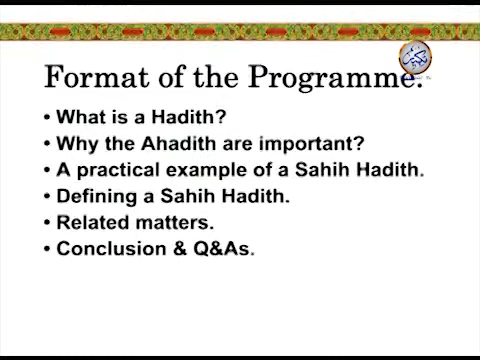 Format of the Programme.
• What is a Hadith?
• Why the Ahadith are important?
• A practical example of a Sahih Hadith.
• Defining a Sahih Hadith.
• Related matters.
• Conclusion & Q&As.